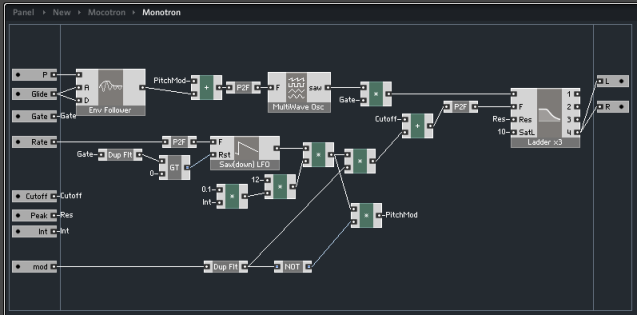 Panel New Mocotron Monotron
P
Glide
Gate Gate
Rate
Cutoff Cutoff
Peak Res
Int Int
mod
A
D
Env Follower
PitchMod
+
P2F
F saw
MultiWave Osc
Gate
×
Cutoff
+
P2F
F
Res Res
10 SatL
1
2
3
4
Ladder x3
L
R
P2F
F
Rst
Saw(down) LFO
Gate Dup Flt
0
GT
12
0.1
Int
PitchMod
Dup Flt
NOT